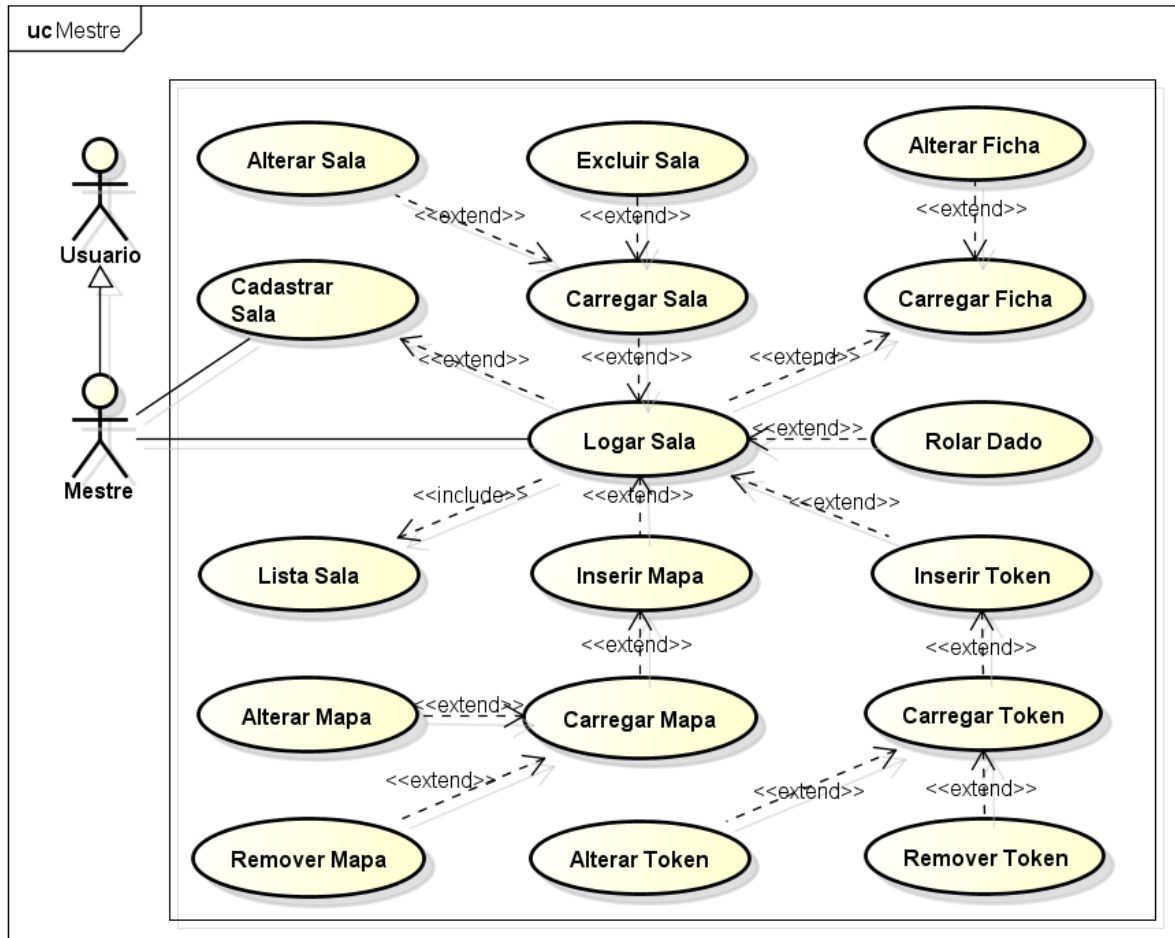 uc Mestre
Alterar Sala
Excluir Sala
Alterar Ficha
<<extend>>
<<extend>>
<<extend>>
Usuario
Cadastrar
Sala
Carregar Sala
Carregar Ficha
<<extend>>
<<extend>>
<<extend>>
Logar Sala
<<extend>>
Rolar Dado
Mestre
<<include>>
<<extend>>
<<extend>>
Lista Sala
Inserir Mapa
Inserir Token
<<extend>>
<<extend>>
Alterar Mapa
<<extend>>
Carregar Mapa
Carregar Token
<<extend>>
<<extend>>
<<extend>>
Remover Mapa
Alterar Token
Remover Token